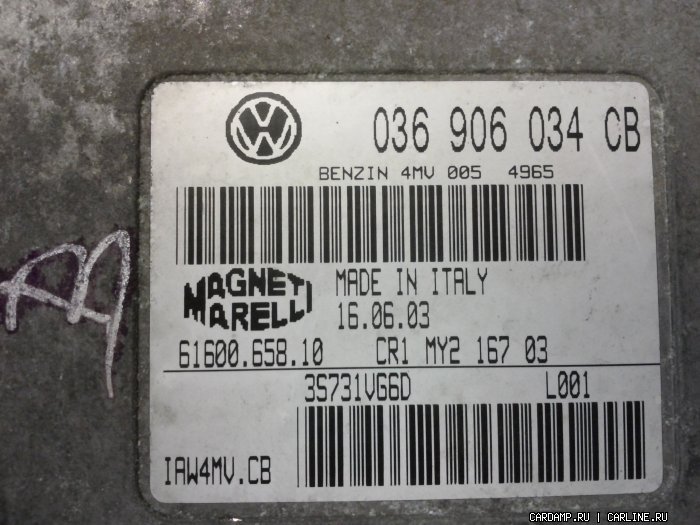 036 906 034 CB
BENZIN 4MV 005 4965
MAGNETI MARELLI
MADE IN ITALY
16.06.03
61600.658.10 CR1 MY2 167 03
3S731VG6D L001
IAW4MV.CB
CARDAMP.RU | CARLINE.RU